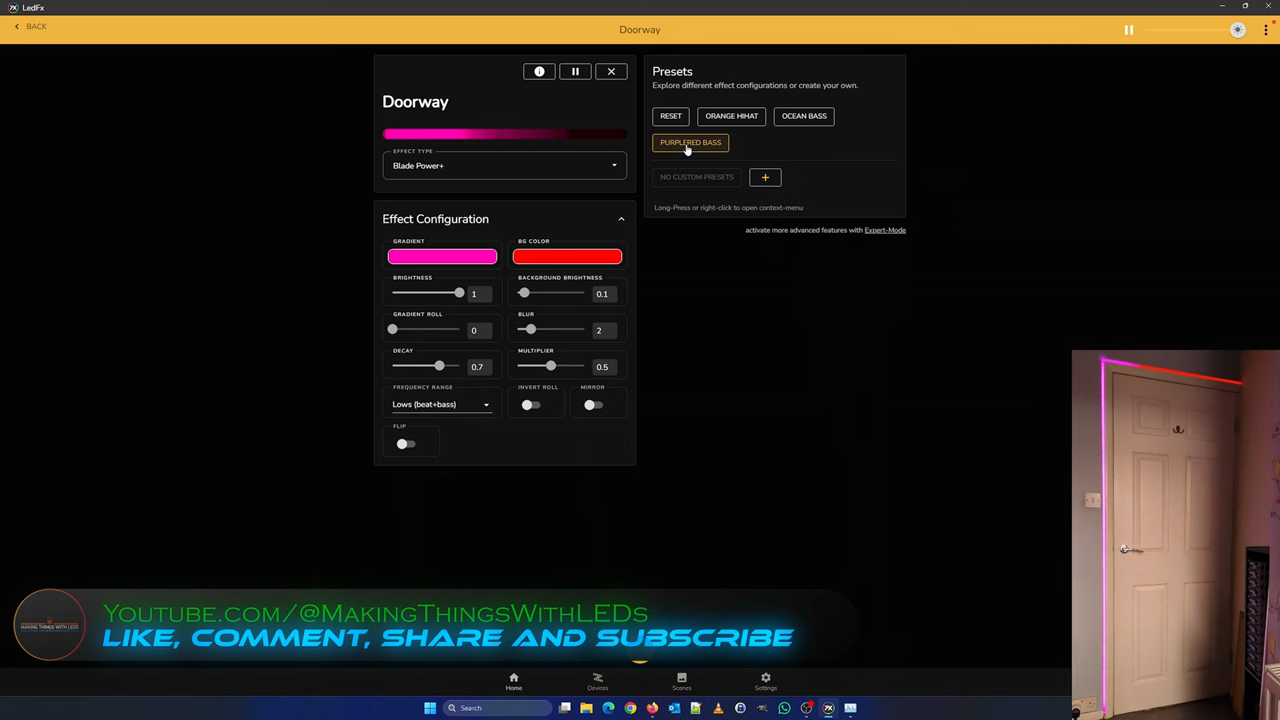 LedFx
BACK
Doorway
Doorway
EFFECT TYPE
Blade Power+
Effect Configuration
GRADIENT
BG COLOR
BRIGHTNESS
1
BACKGROUND BRIGHTNESS
0.1
GRADIENT ROLL
0
BLUR
2
DECAY
0.7
MULTIPLIER
0.5
FREQUENCY RANGE
Lows (beat+bass)
INVERT ROLL
MIRROR
FLIP
Presets
Explore different effect configurations or create your own.
RESET
ORANGE HIHAT
OCEAN BASS
PURPLERED BASS
NO CUSTOM PRESETS
+
Long-Press or right-click to open context-menu
activate more advanced features with Expert-Mode
MAKING THINGS WITH LEDS
YOUTUBE.COM/@MAKINGTHINGSWITHLEDS
LIKE, COMMENT, SHARE AND SUBSCRIBE
Home
Devices
Scenes
Settings
Search